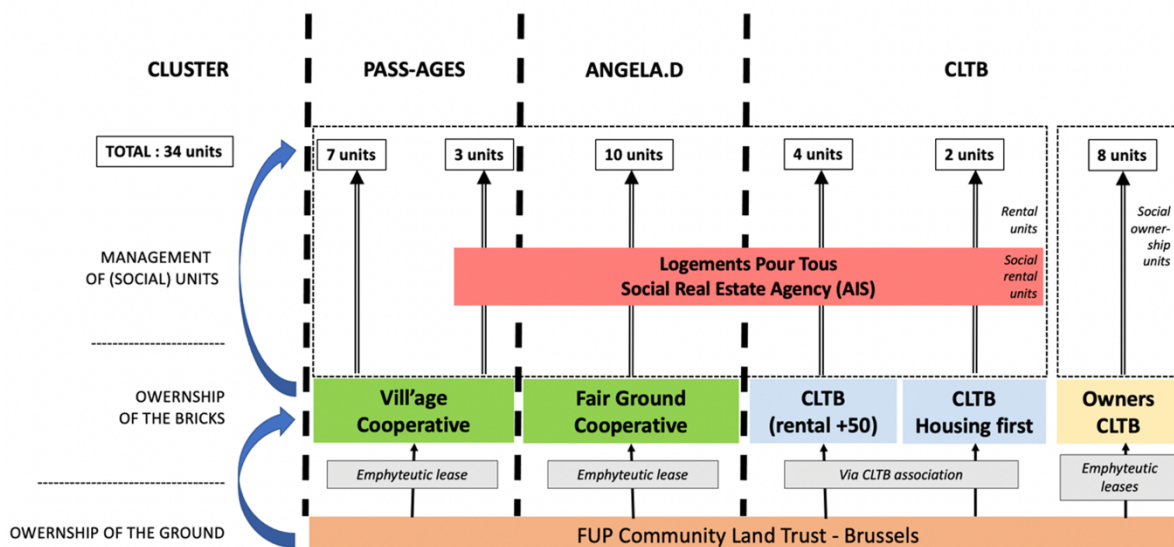 CLUSTER
PASS-AGES
ANGELA.D
CLTB
TOTAL : 34 units
7 units
3 units
10 units
4 units
2 units
8 units
Rental
units
Social
owner-
ship
units
MANAGEMENT
OF (SOCIAL) UNITS
Logements Pour Tous
Social Real Estate Agency (AIS)
Social
rental
units
OWERNSHIP
OF THE BRICKS
Vill’age
Cooperative
Fair Ground
Cooperative
CLTB
(rental +50)
CLTB
Housing first
Owners
CLTB
Emphyteutic lease
Emphyteutic lease
Via CLTB association
Emphyteutic
leases
OWERNSHIP OF THE GROUND
FUP Community Land Trust - Brussels